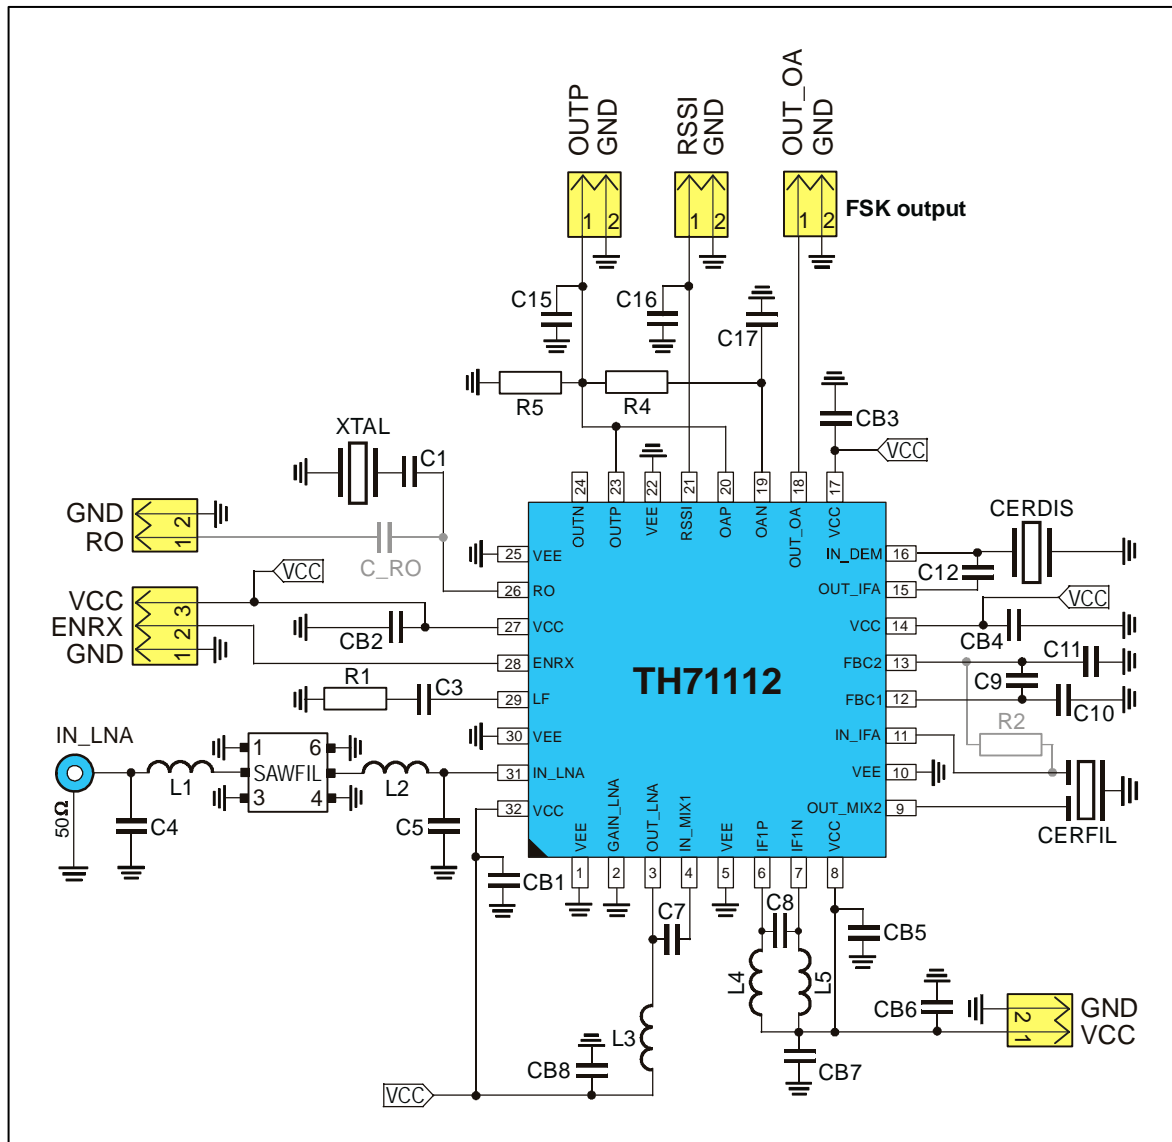 OUTP
GND
RSSI
GND
OUT_OA
GND
1
2
1
2
1
2
FSK output
C15
C16
C17
R5
R4
CB3
VCC
XTAL
C1
GND
RO
2
1
C_RO
VCC
VCC
ENRX
GND
3
2
1
CB2
R1
C3
IN_LNA
50Ω
C4
L1
SAWFIL
1
6
3
4
L2
C5
TH71112
24
OUTN
23
OUTP
22
VEE
21
RSSI
20
OAP
19
OAN
18
OUT_OA
17
VCC
25
VEE
26
RO
27
VCC
28
ENRX
29
LF
30
VEE
31
IN_LNA
32
VCC
IN_DEM
16
OUT_IFA
15
VCC
14
FBC2
13
FBC1
12
IN_IFA
11
VEE
10
OUT_MIX2
9
VEE
1
GAIN_LNA
2
OUT_LNA
3
IN_MIX1
4
VEE
5
IF1P
6
IF1N
7
VCC
8
CERDIS
C12
VCC
CB4
C11
C9
C10
R2
CERFIL
CB1
C7
C8
CB5
L4
L5
CB6
GND
VCC
2
1
L3
CB8
CB7
VCC